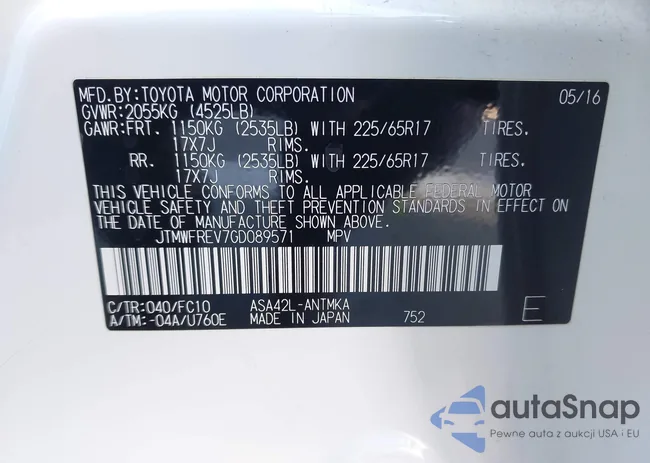 MFD.BY:TOYOTA MOTOR CORPORATION 05/16
GVWR:2055KG (4525LB)
GAWR:FRT. 1150KG (2535LB) WITH 225/65R17 TIRES.
17X7J RIMS.
RR. 1150KG (2535LB) WITH 225/65R17 TIRES.
17X7J RIMS.
THIS VEHICLE CONFORMS TO ALL APPLICABLE FEDERAL MOTOR
VEHICLE SAFETY AND THEFT PREVENTION STANDARDS IN EFFECT ON
THE DATE OF MANUFACTURE SHOWN ABOVE.
JTMWFREV7GD089571 MPV
C/TR:040/FC10 ASA42L-ANTMKA
A/TM:-04A/U760E MADE IN JAPAN 752 E
autaSnap
Pewne auta z aukcji USA i EU